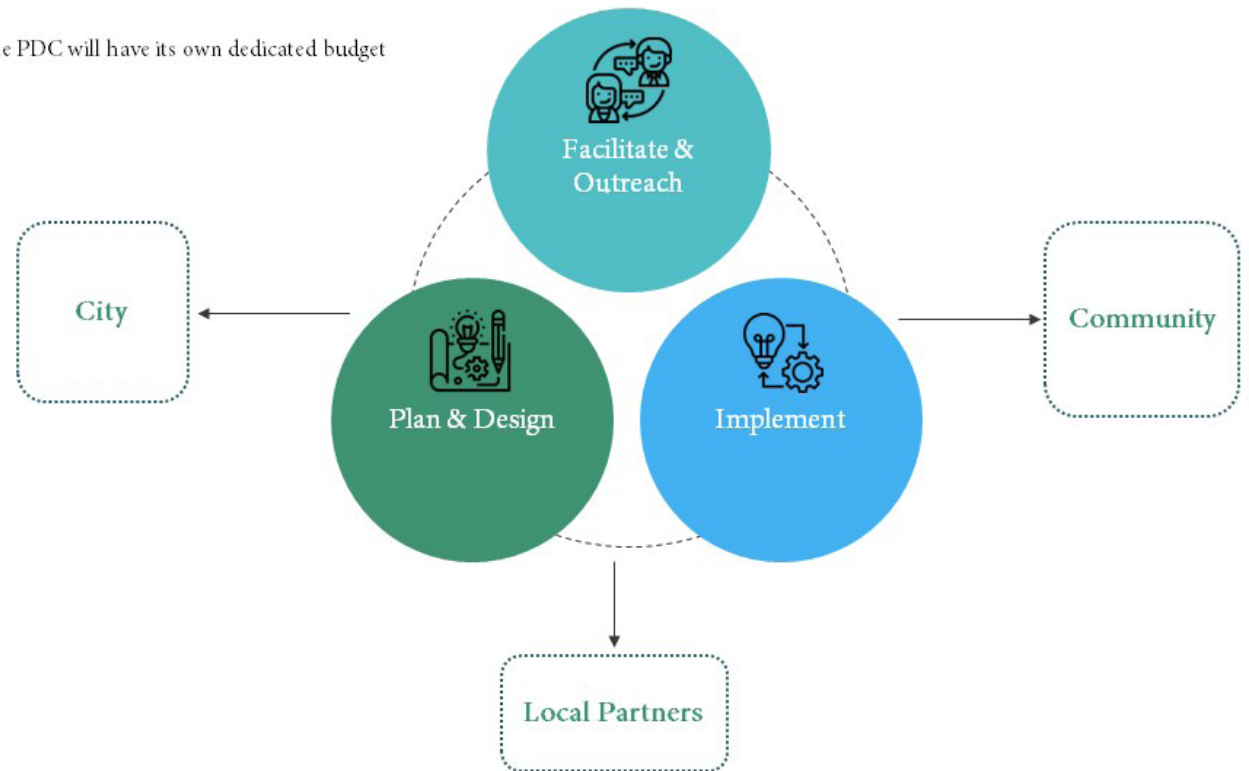 e PDC will have its own dedicated budget
Facilitate &
Outreach
City
Community
Plan & Design
Implement
Local Partners